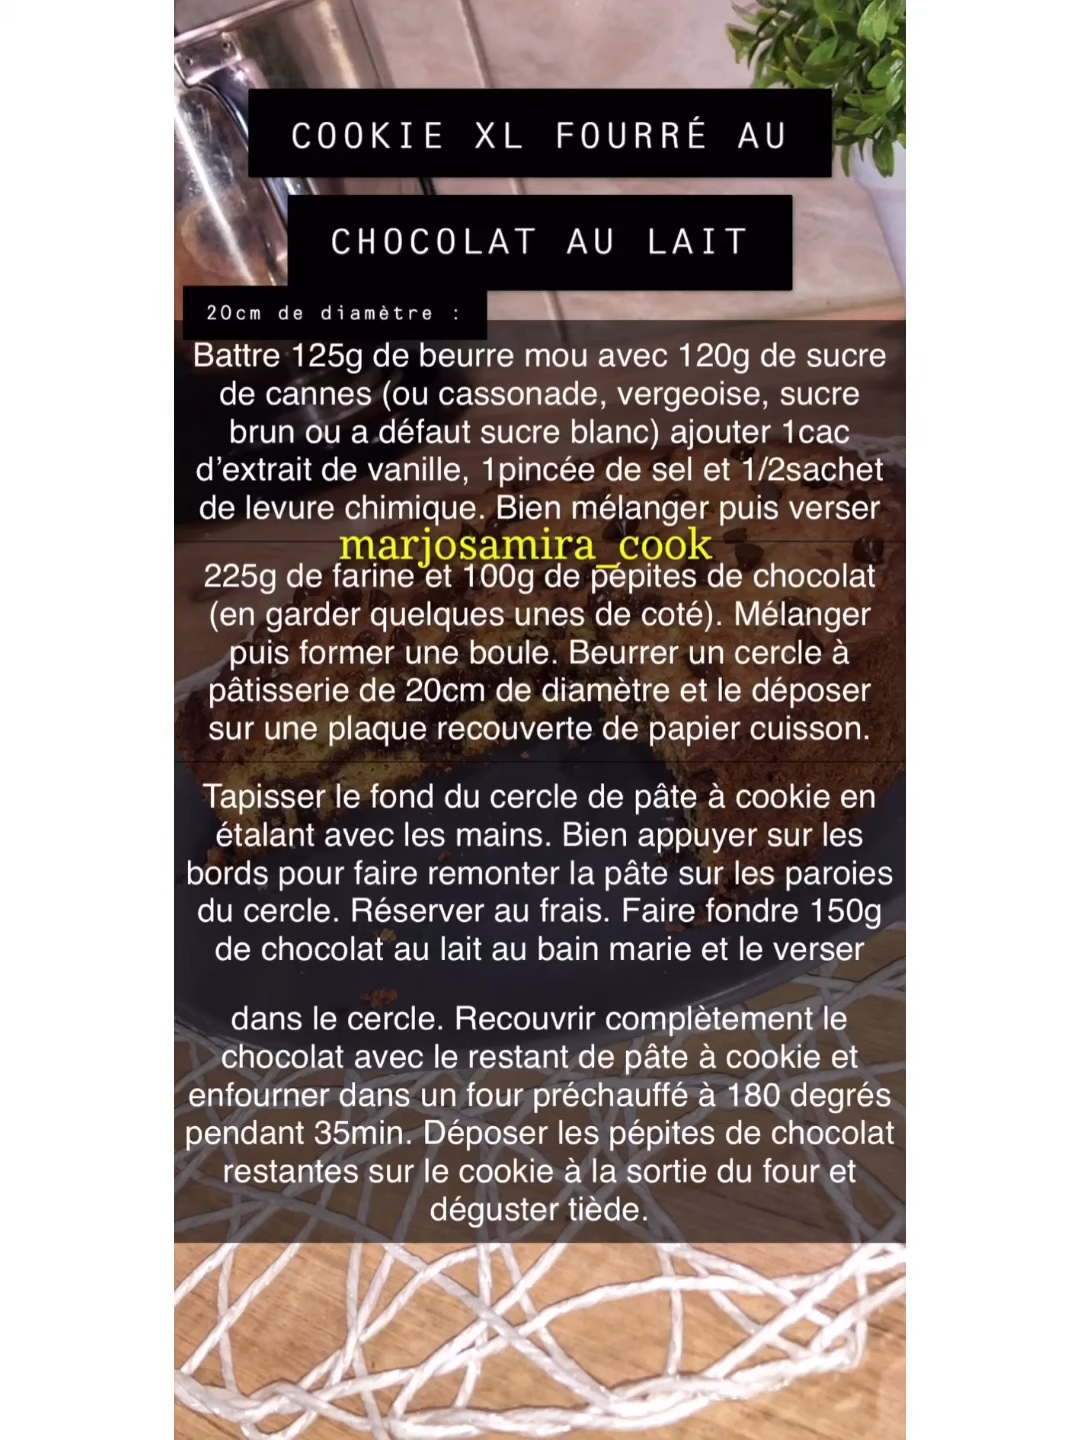 COOKIE XL FOURRÉ AU
CHOCOLAT AU LAIT
20cm de diamètre :
Battre 125g de beurre mou avec 120g de sucre
de cannes (ou cassonade, vergeoise, sucre
brun ou a défaut sucre blanc) ajouter 1cac
d’extrait de vanille, 1pincée de sel et 1/2sachet
de levure chimique. Bien mélanger puis verser
marjosamira_cook
225g de farine et 100g de pépites de chocolat
(en garder quelques unes de coté). Mélanger
puis former une boule. Beurrer un cercle à
pâtisserie de 20cm de diamètre et le déposer
sur une plaque recouverte de papier cuisson.
Tapisser le fond du cercle de pâte à cookie en
étalant avec les mains. Bien appuyer sur les
bords pour faire remonter la pâte sur les paroies
du cercle. Réserver au frais. Faire fondre 150g
de chocolat au lait au bain marie et le verser
dans le cercle. Recouvrir complètement le
chocolat avec le restant de pâte à cookie et
enfourner dans un four préchauffé à 180 degrés
pendant 35min. Déposer les pépites de chocolat
restantes sur le cookie à la sortie du four et
déguster tiède.